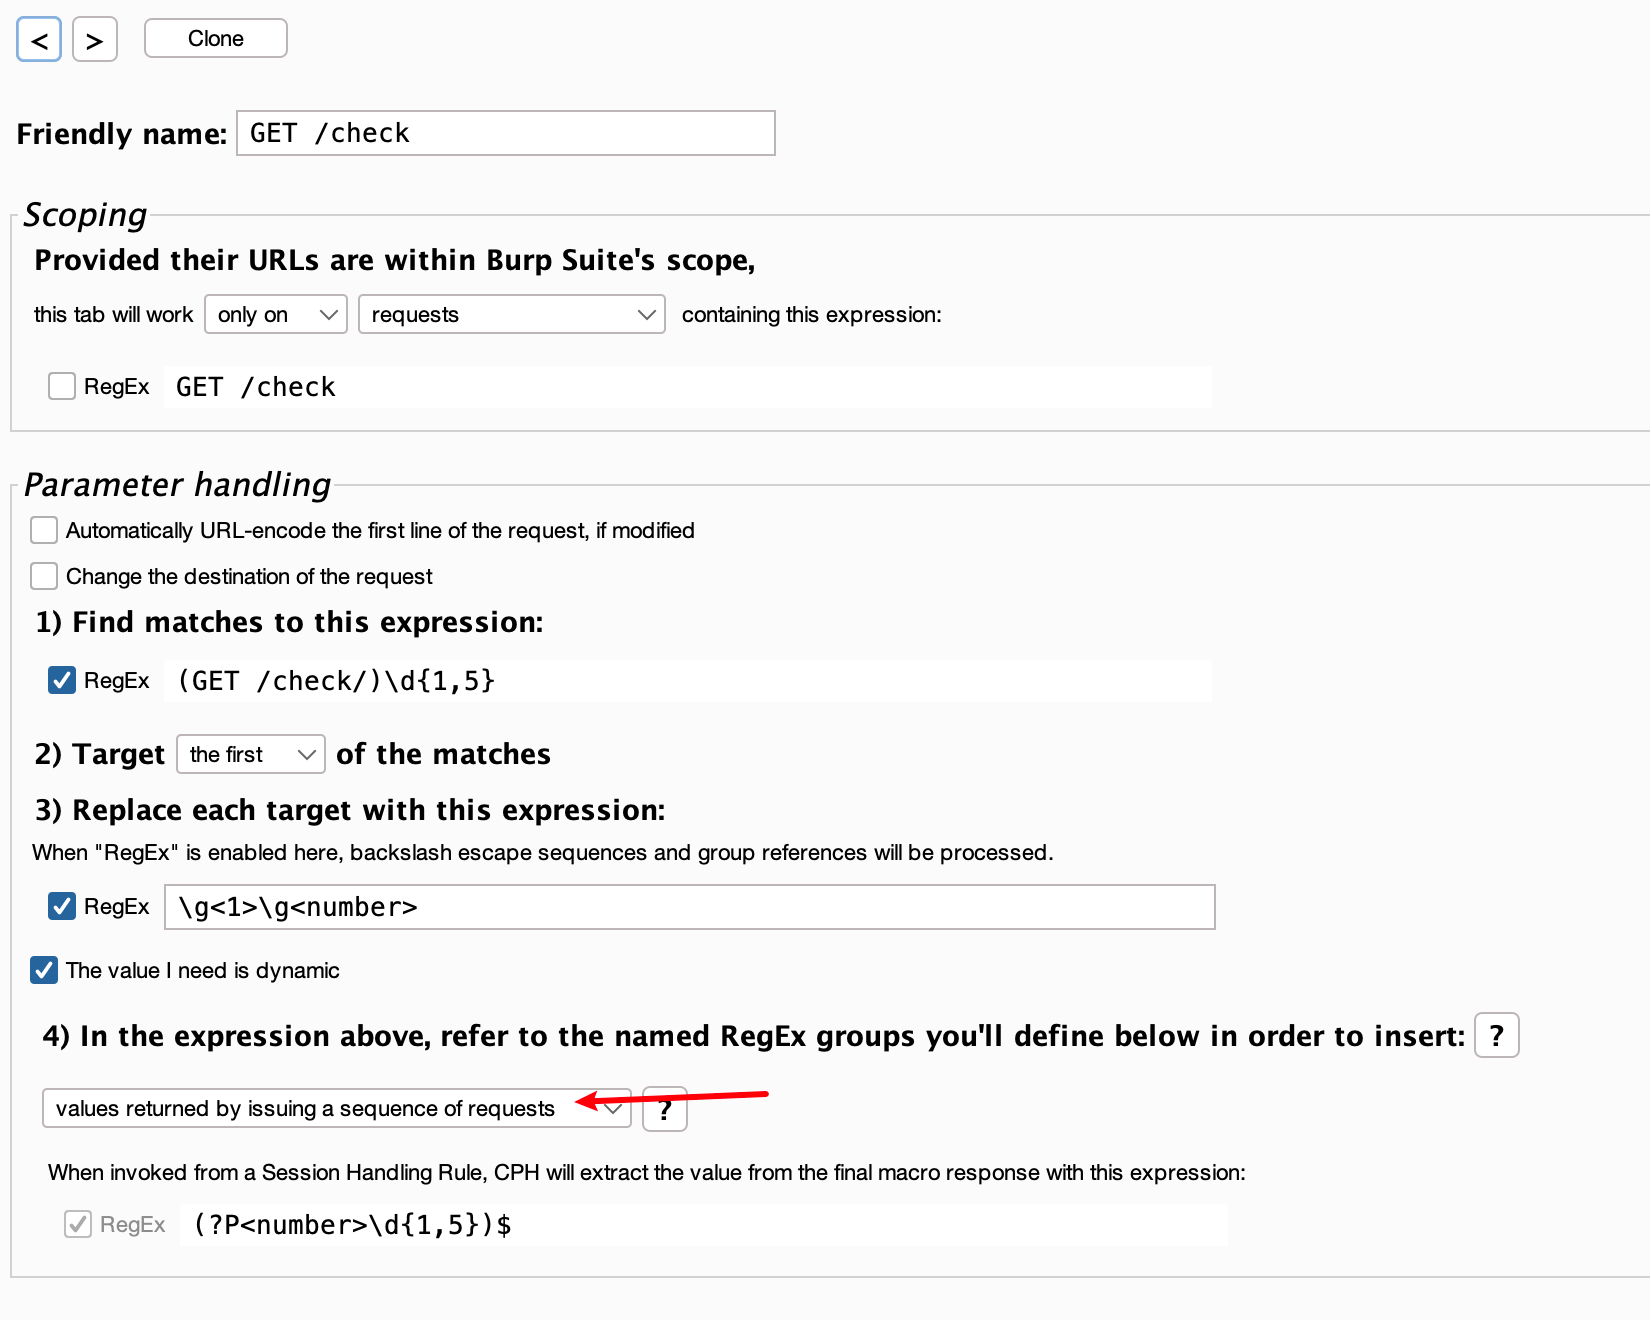 < > Clone
Friendly name: GET /check
Scoping
Provided their URLs are within Burp Suite's scope,
this tab will work only on requests containing this expression:
RegEx GET /check
Parameter handling
Automatically URL-encode the first line of the request, if modified
Change the destination of the request
1) Find matches to this expression:
RegEx (GET /check/)\d{1,5}
2) Target the first of the matches
3) Replace each target with this expression:
When "RegEx" is enabled here, backslash escape sequences and group references will be processed.
RegEx \g<1>\g<number>
The value I need is dynamic
4) In the expression above, refer to the named RegEx groups you'll define below in order to insert: ?
values returned by issuing a sequence of requests ?
When invoked from a Session Handling Rule, CPH will extract the value from the final macro response with this expression:
RegEx (?P<number>\d{1,5})$